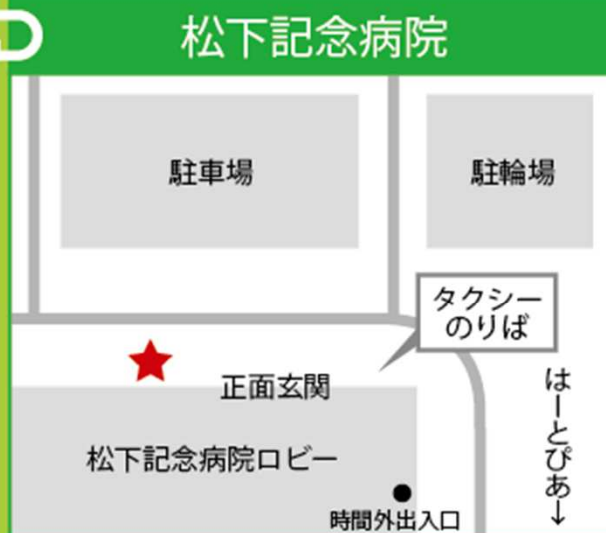 松下記念病院
駐車場
駐輪場
タクシー
のりば
正面玄関
はーとぴあ↓
松下記念病院ロビー
時間外出入口